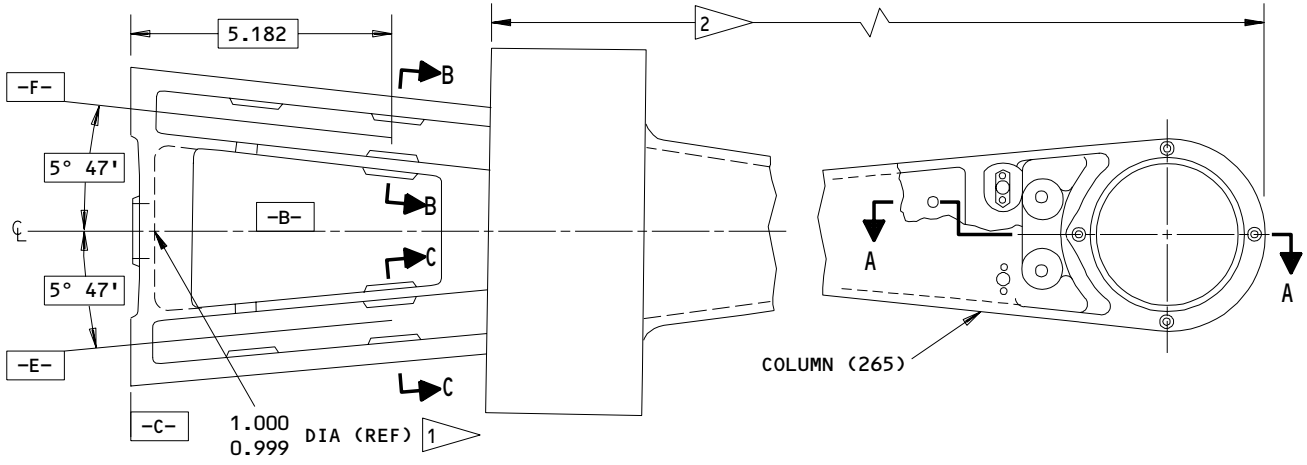 5.182
2
B
-F-
5° 47'
B
-B-
℄
C
A
A
5° 47'
-E-
COLUMN (265)
C
-C-
1.000
0.999
DIA (REF)
1